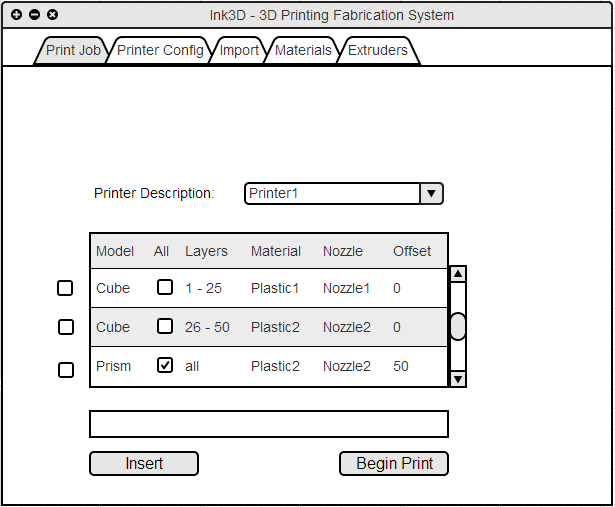 Ink3D - 3D Printing Fabrication System
Print Job Printer Config Import Materials Extruders
Printer Description: Printer1
Model All Layers Material Nozzle Offset
Cube 1 - 25 Plastic1 Nozzle1 0
Cube 26 - 50 Plastic2 Nozzle2 0
Prism all Plastic2 Nozzle2 50
Insert Begin Print